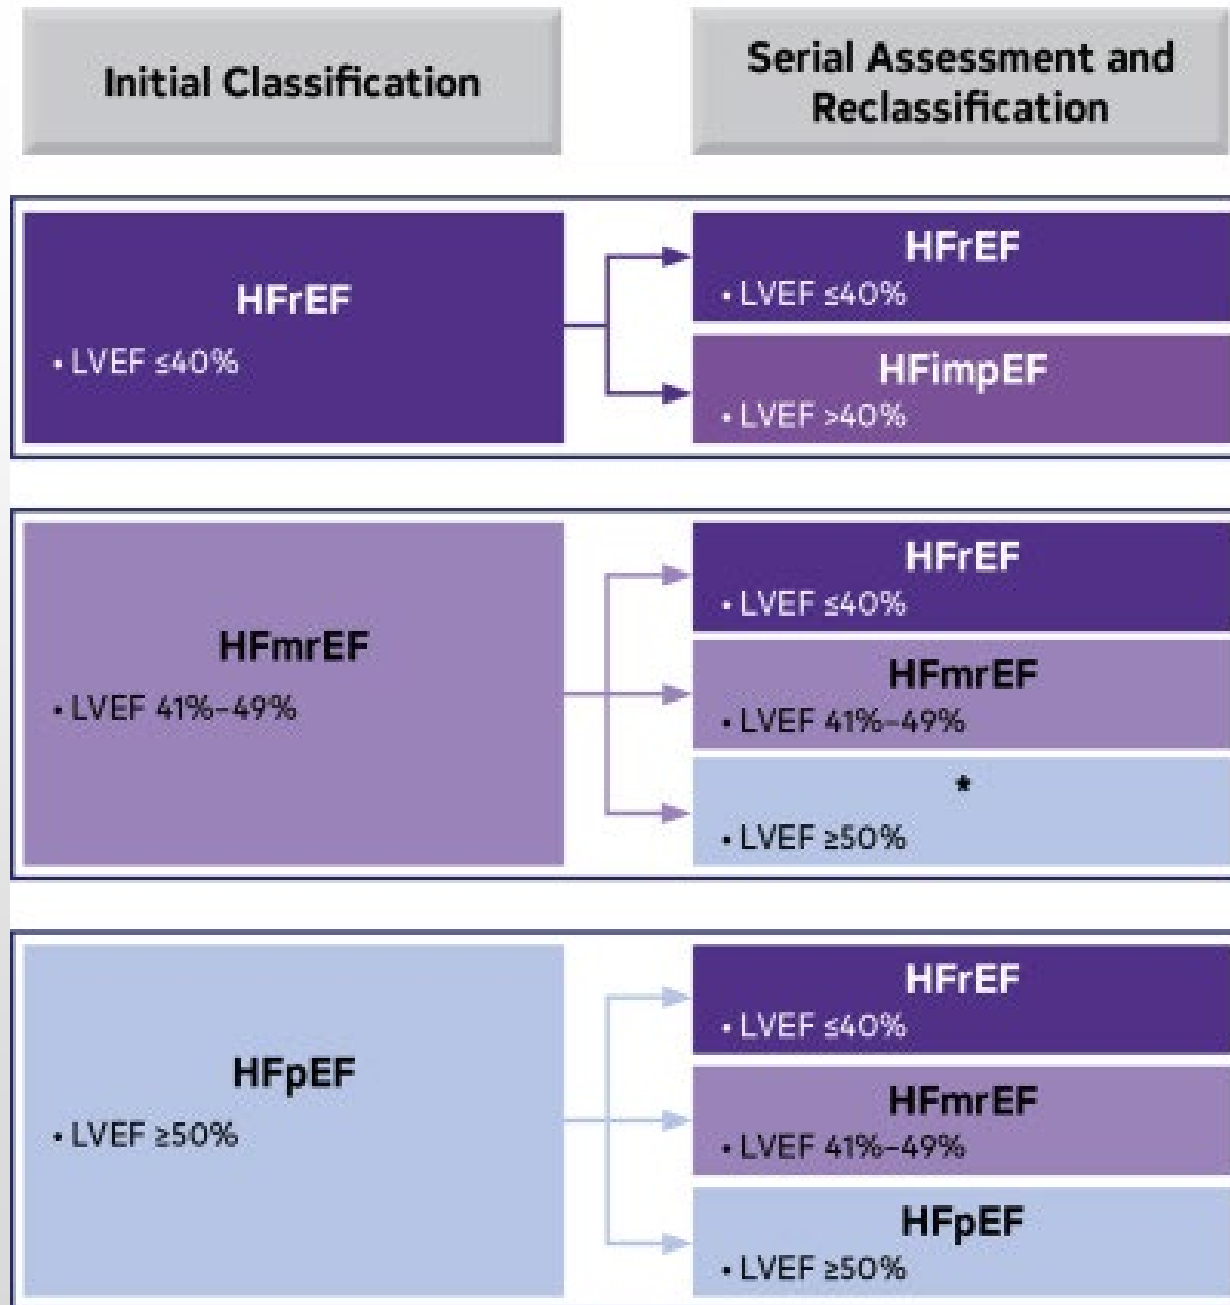 Initial Classification
Serial Assessment and
Reclassification
HFrEF
• LVEF ≤40%
HFrEF
• LVEF ≤40%
HFimpEF
• LVEF >40%
HFmrEF
• LVEF 41%–49%
HFrEF
• LVEF ≤40%
HFmrEF
• LVEF 41%–49%
*
• LVEF ≥50%
HFpEF
• LVEF ≥50%
HFrEF
• LVEF ≤40%
HFmrEF
• LVEF 41%–49%
HFpEF
• LVEF ≥50%